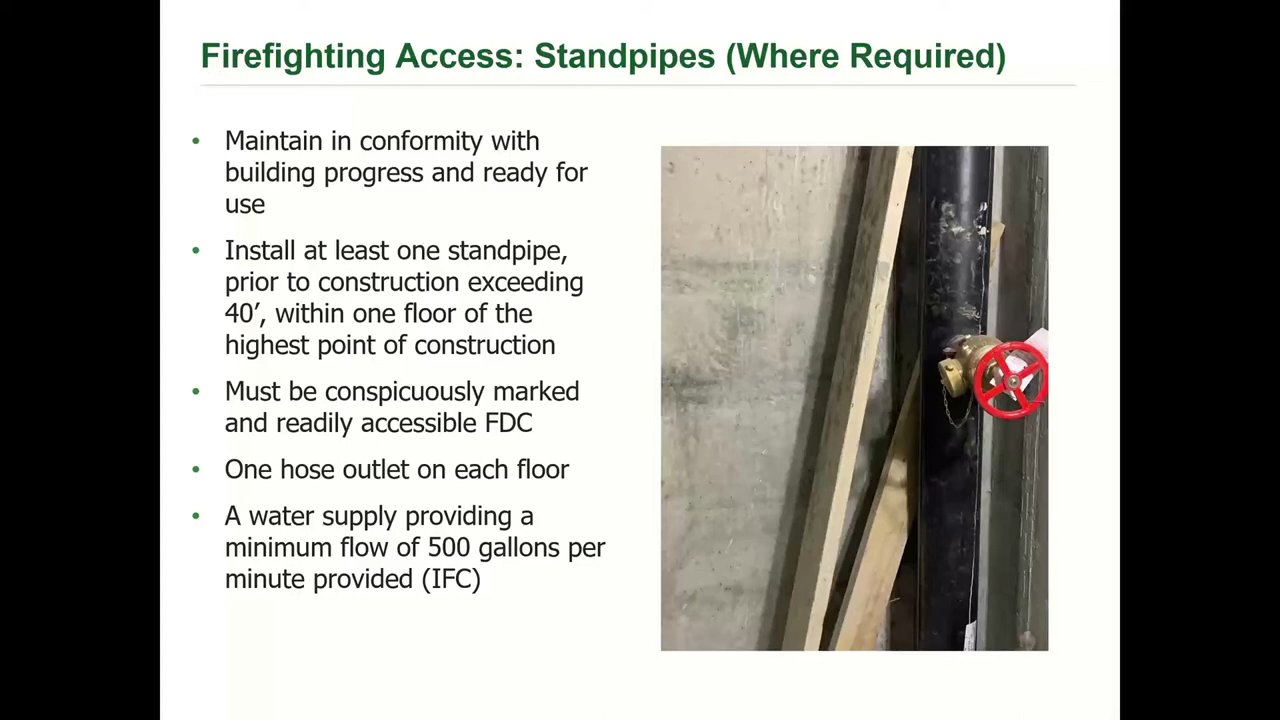 Firefighting Access: Standpipes (Where Required)
• Maintain in conformity with
building progress and ready for
use
• Install at least one standpipe,
prior to construction exceeding
40’, within one floor of the
highest point of construction
• Must be conspicuously marked
and readily accessible FDC
• One hose outlet on each floor
• A water supply providing a
minimum flow of 500 gallons per
minute provided (IFC)